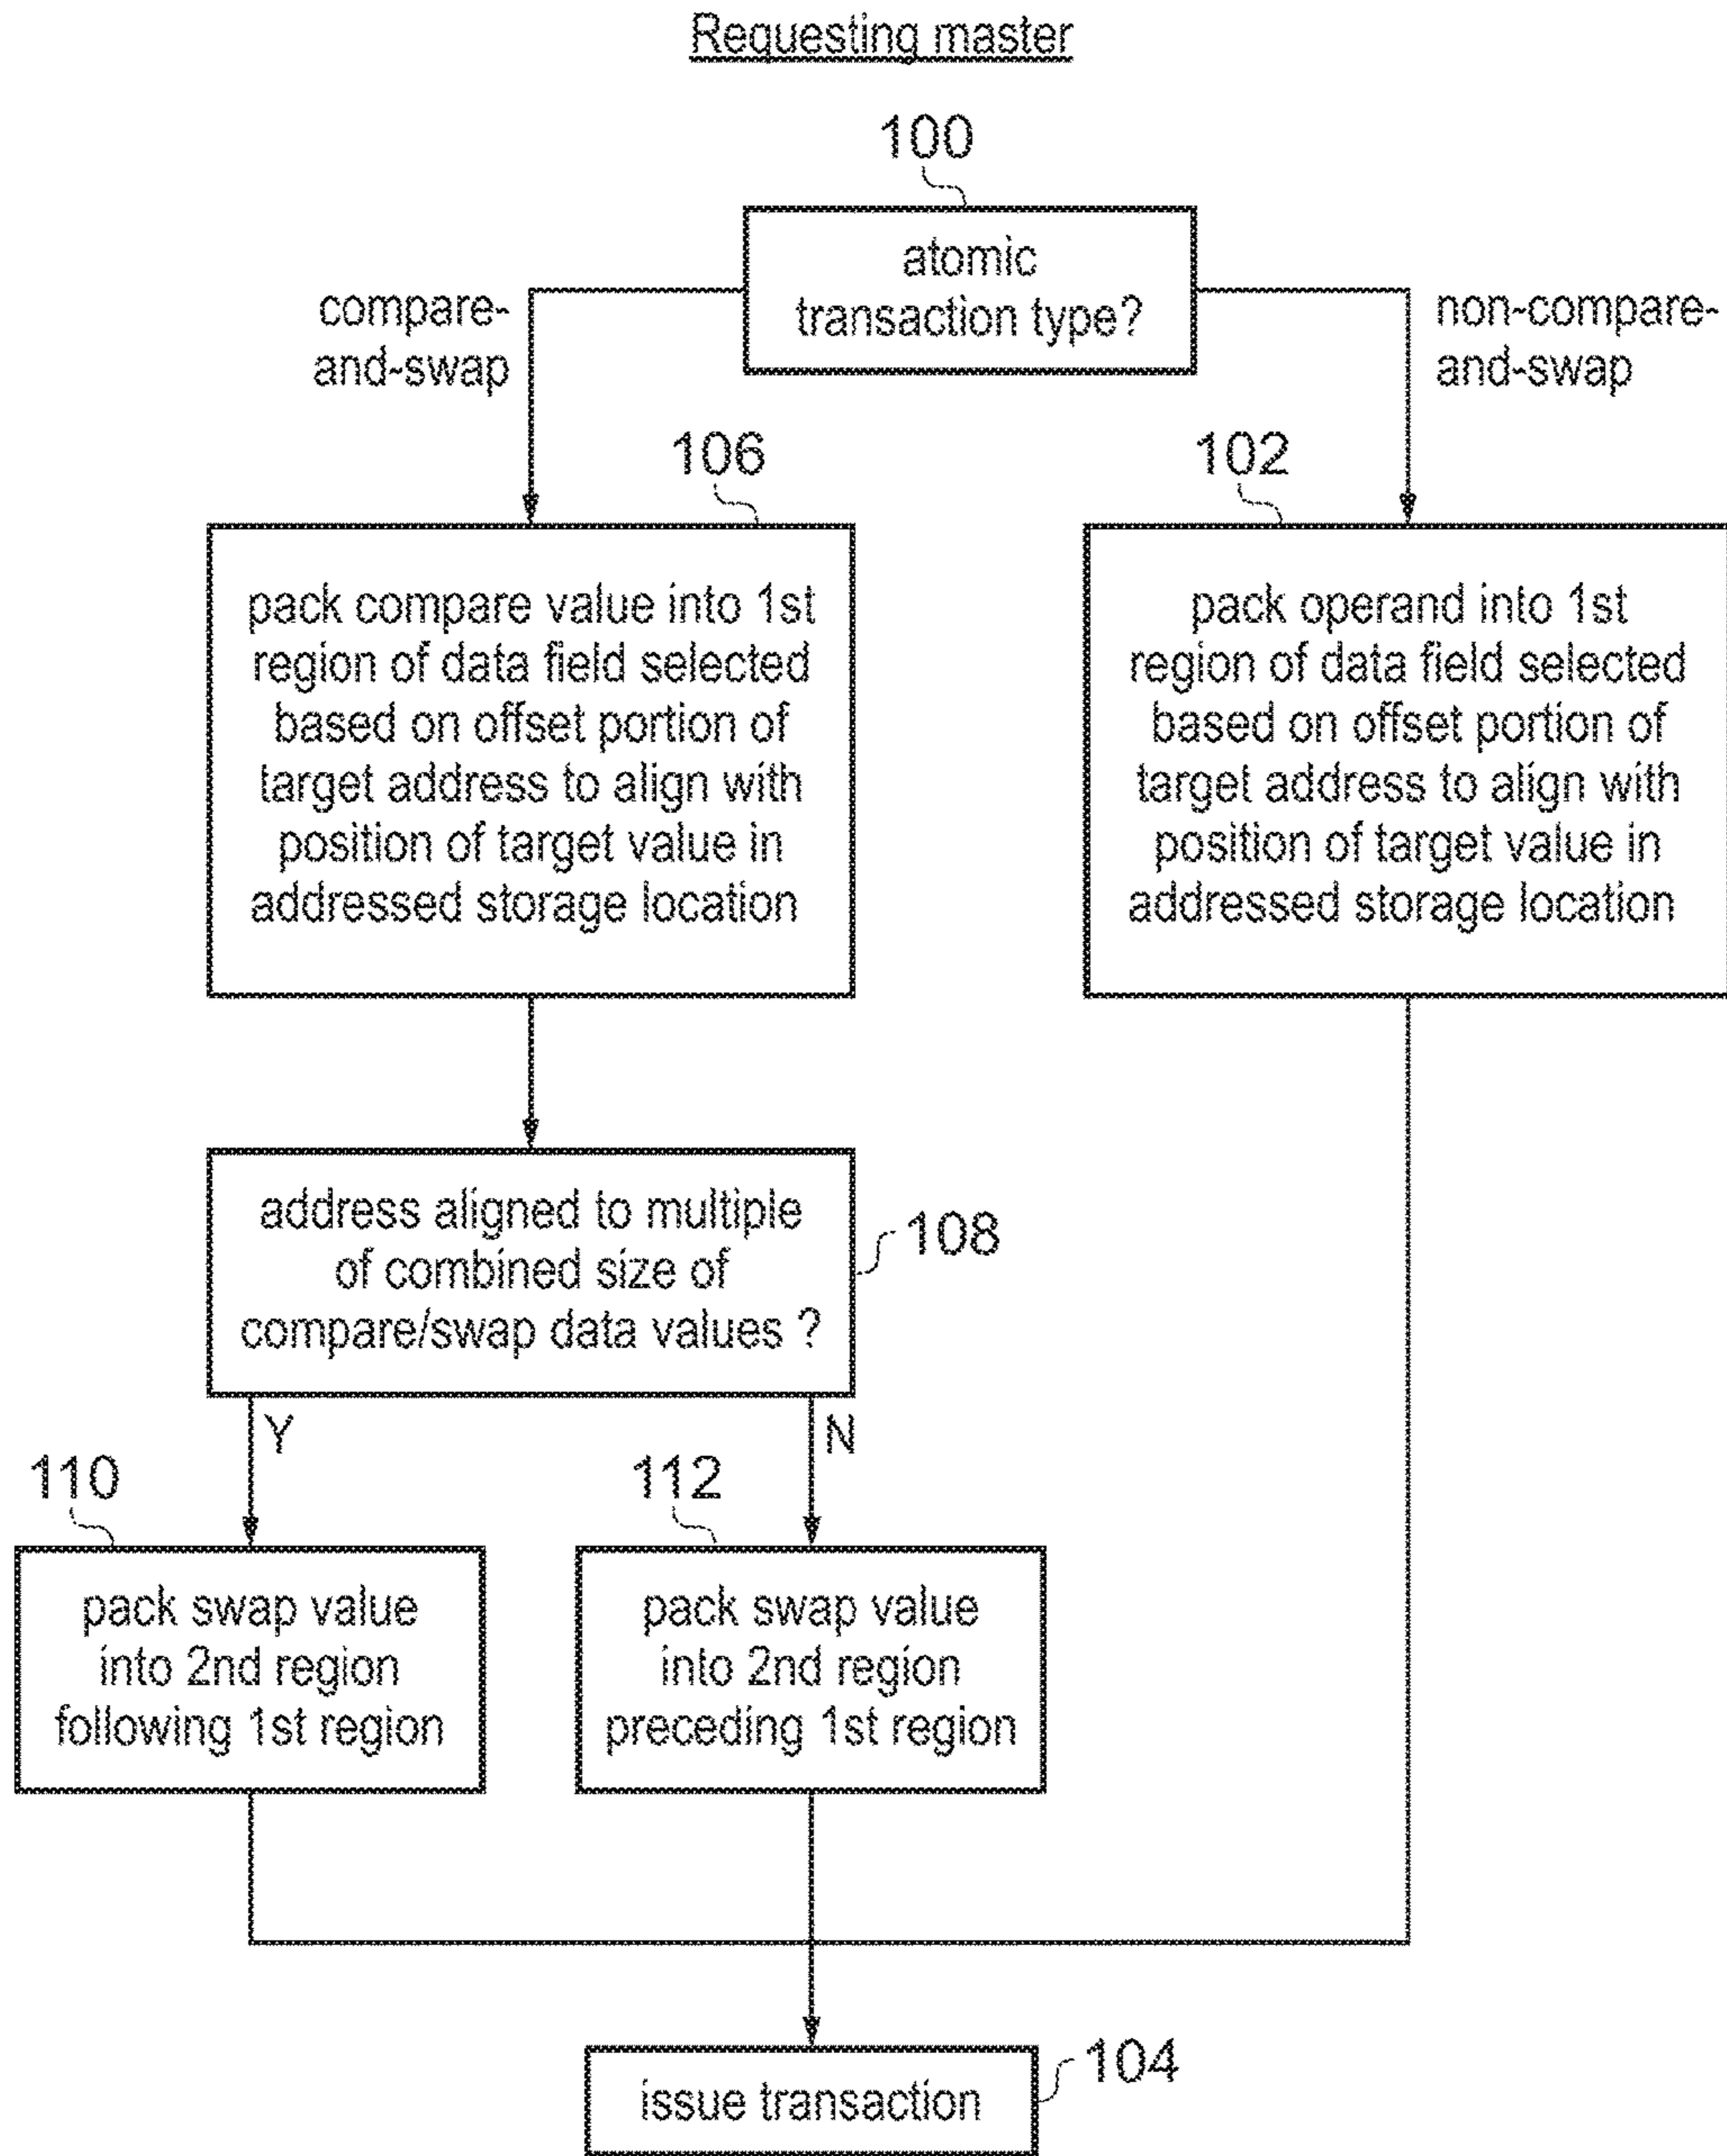 Requesting master
100
atomic
transaction type?
compare-
and-swap
non-compare-
and-swap
106
102
pack compare value into 1st
region of data field selected
based on offset portion of
target address to align with
position of target value in
addressed storage location
pack operand into 1st
region of data field selected
based on offset portion of
target address to align with
position of target value in
addressed storage location
address aligned to multiple
of combined size of
compare/swap data values ?
108
Y
N
110
112
pack swap value
into 2nd region
following 1st region
pack swap value
into 2nd region
preceding 1st region
issue transaction
104